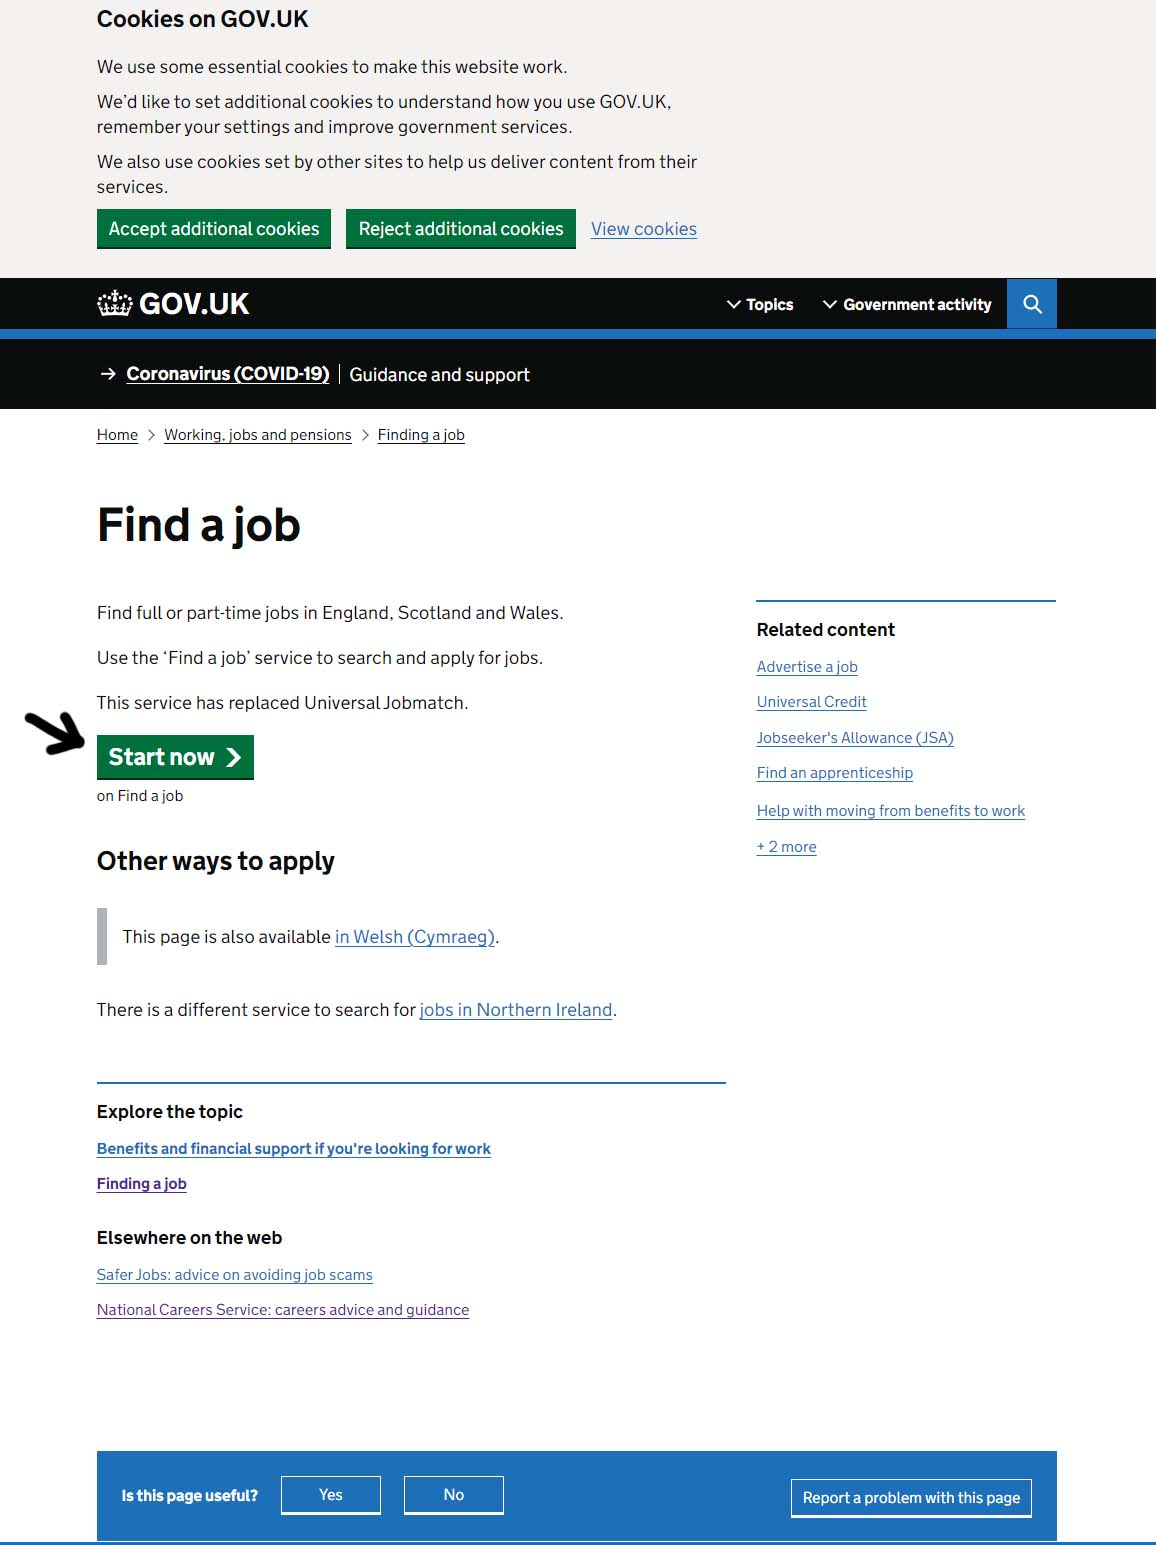 Cookies on GOV.UK
We use some essential cookies to make this website work.
We'd like to set additional cookies to understand how you use GOV.UK,
remember your settings and improve government services.
We also use cookies set by other sites to help us deliver content from their
services.
Accept additional cookies
Reject additional cookies
View cookies
GOV.UK
Topics
Government activity
Coronavirus (COVID-19)
Guidance and support
Home
Working, jobs and pensions
Finding a job
Find a job
Find full or part-time jobs in England, Scotland and Wales.
Use the ‘Find a job’ service to search and apply for jobs.
This service has replaced Universal Jobmatch.
Start now
on Find a job
Other ways to apply
This page is also available in Welsh (Cymraeg).
There is a different service to search for jobs in Northern Ireland.
Related content
Advertise a job
Universal Credit
Jobseeker's Allowance (JSA)
Find an apprenticeship
Help with moving from benefits to work
+ 2 more
Explore the topic
Benefits and financial support if you're looking for work
Finding a job
Elsewhere on the web
Safer Jobs: advice on avoiding job scams
National Careers Service: careers advice and guidance
Is this page useful?
Yes
No
Report a problem with this page